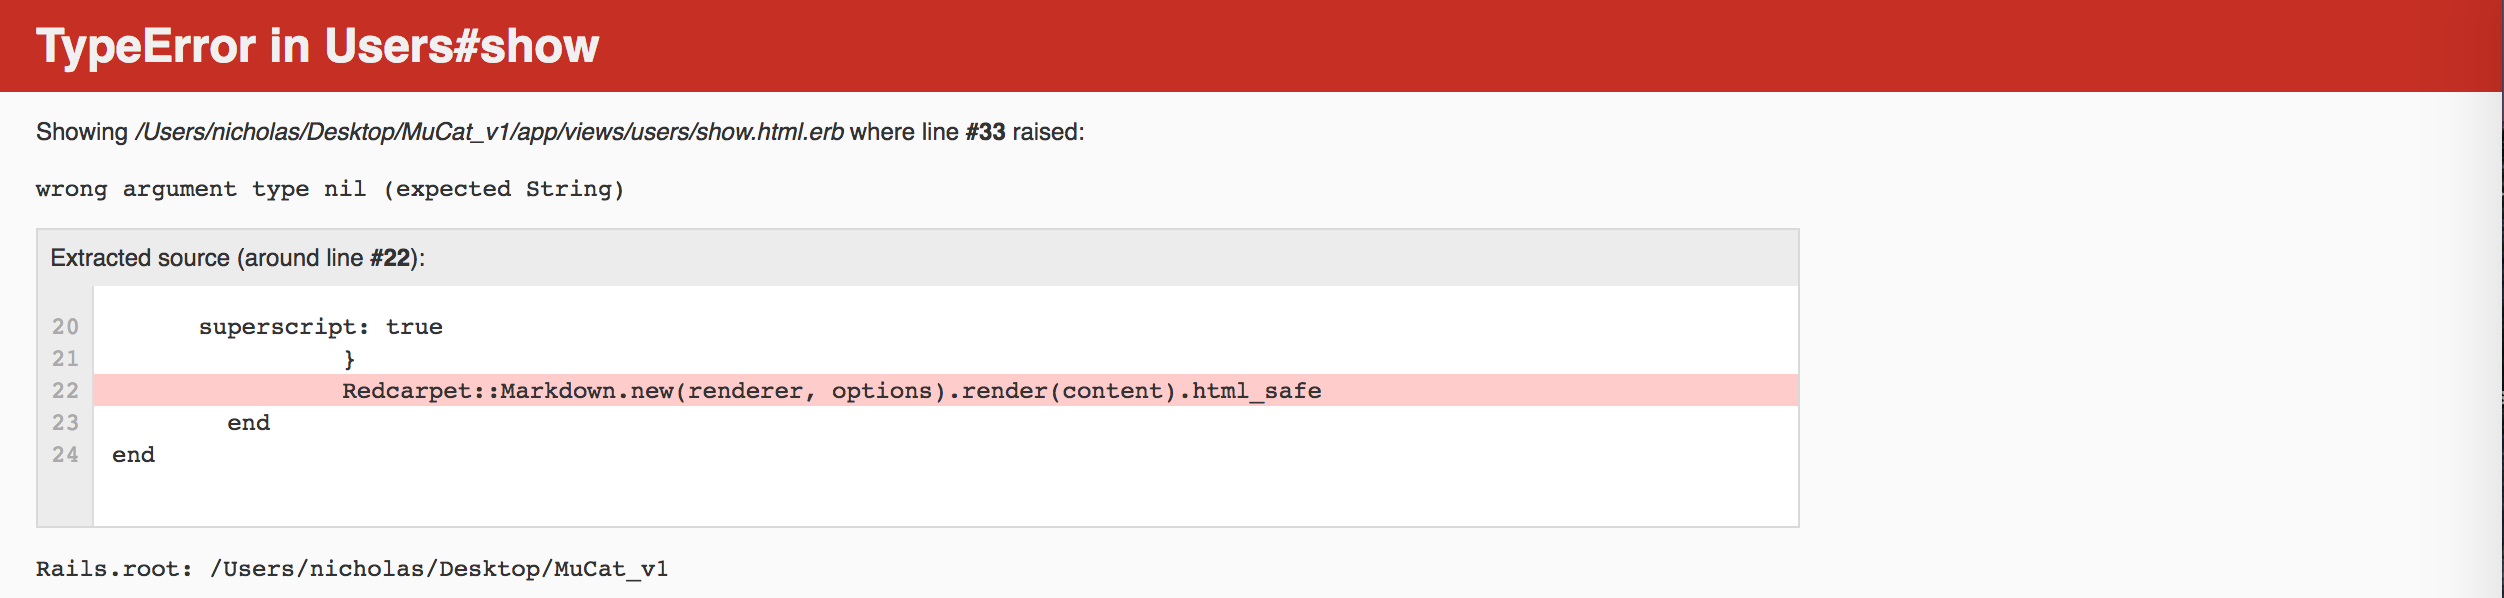 TypeError in Users#show
Showing /Users/nicholas/Desktop/MuCat_v1/app/views/users/show.html.erb where line #33 raised:
wrong argument type nil (expected String)
Extracted source (around line #22):
20 superscript: true
21 }
22 Redcarpet::Markdown.new(renderer, options).render(content).html_safe
23 end
24 end
Rails.root: /Users/nicholas/Desktop/MuCat_v1